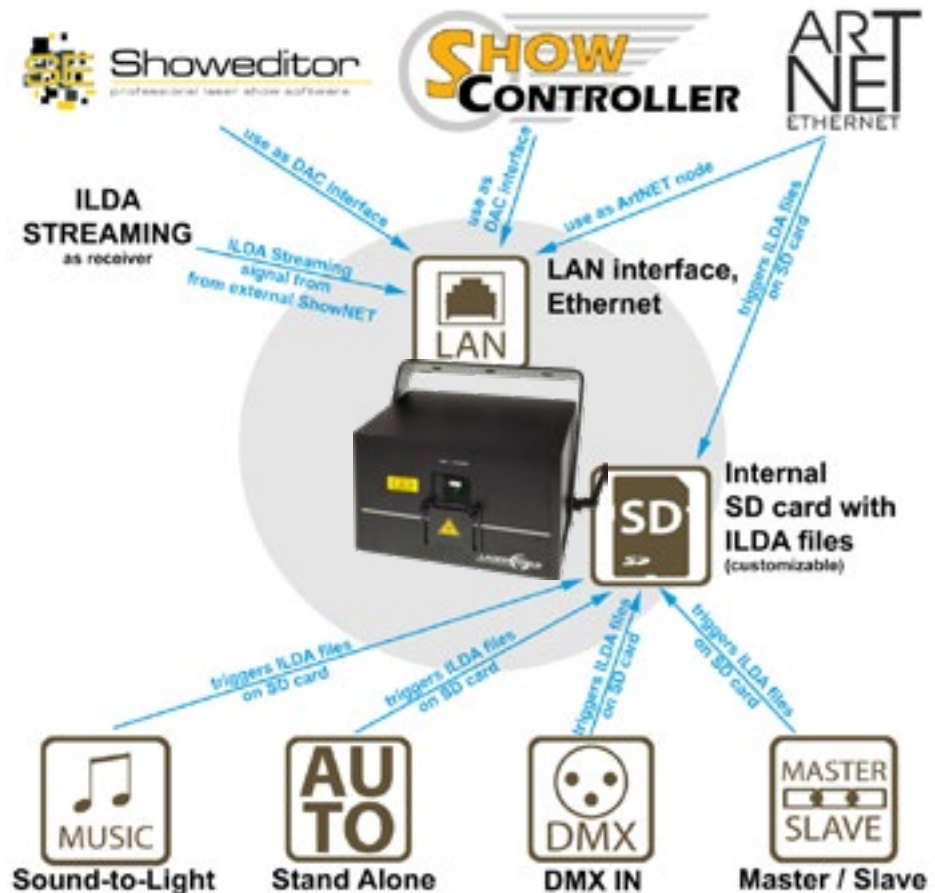 SE Showeditor
professional laser show software
SHOW
CONTROLLER
ART
NET
ETHERNET
use as DAC interface
use as
DAC interface
use as ArtNET node
triggers ILDA files
on SD card
ILDA
STREAMING
as receiver
ILDA Streaming
signal from
from external ShowNET
LAN interface,
Ethernet
LAN
Internal
SD card with
ILDA files
(customizable)
SD
triggers ILDA files
on SD card
triggers ILDA files
on SD card
triggers ILDA files
on SD card
triggers ILDA files
on SD card
MUSIC
Sound-to-Light
AU
TO
Stand Alone
DMX
DMX IN
MASTER
SLAVE
Master / Slave